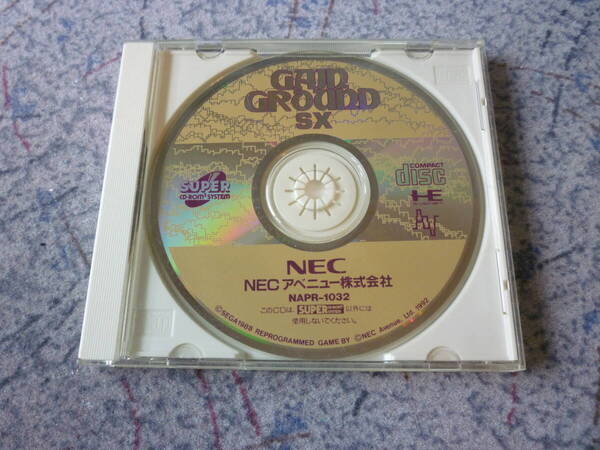 GAIN
GROUND
SX
SUPER
CD-ROM² SYSTEM
COMPACT
disc
HE
NEC
NECアベニュー株式会社
NAPR-1032
このCDは、SUPER 以外には
使用しないでください。
©SEGA 1988 REPROGRAMMED GAME BY ©NEC Avenue, Ltd. 1992